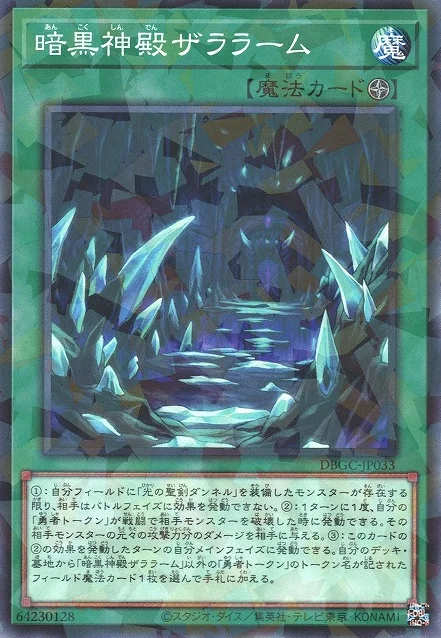 暗黒神殿ザララーム
魔
【魔法カード】
DBGC-JP033
①:自分フィールドに「光の聖剣ダンネル」を装備したモンスターが存在する
限り、相手はバトルフェイズに効果を発動できない。②:1ターンに1度、自分
の「勇者トークン」が戦闘で相手モンスターを破壊した時に発動できる。その
相手モンスターの元々の攻撃力分のダメージを相手に与える。③:このカードの
②の効果を発動したターンの自分メインフェイズに発動できる。自分のデッキ・
墓地から「暗黒神殿ザララーム」以外の「勇者トークン」のトークン名が記された
フィールド魔法カード1枚を選んで手札に加える。
64230128
©スタジオ・ダイス/集英社・テレビ東京・KONAMI